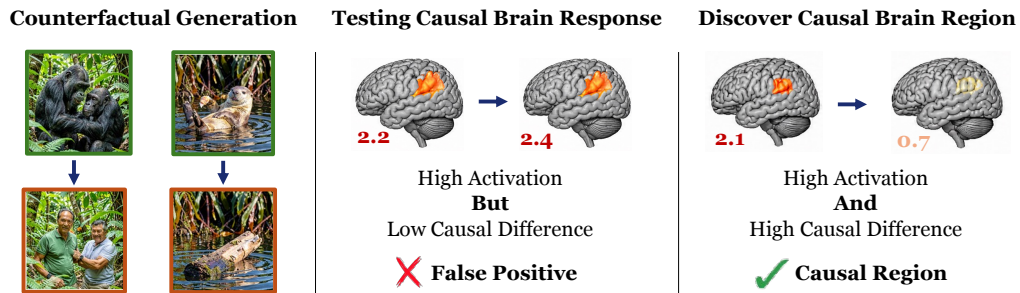 Counterfactual Generation
Testing Causal Brain Response
2.2
2.4
High Activation
But
Low Causal Difference
False Positive
Discover Causal Brain Region
2.1
0.7
High Activation
And
High Causal Difference
Causal Region